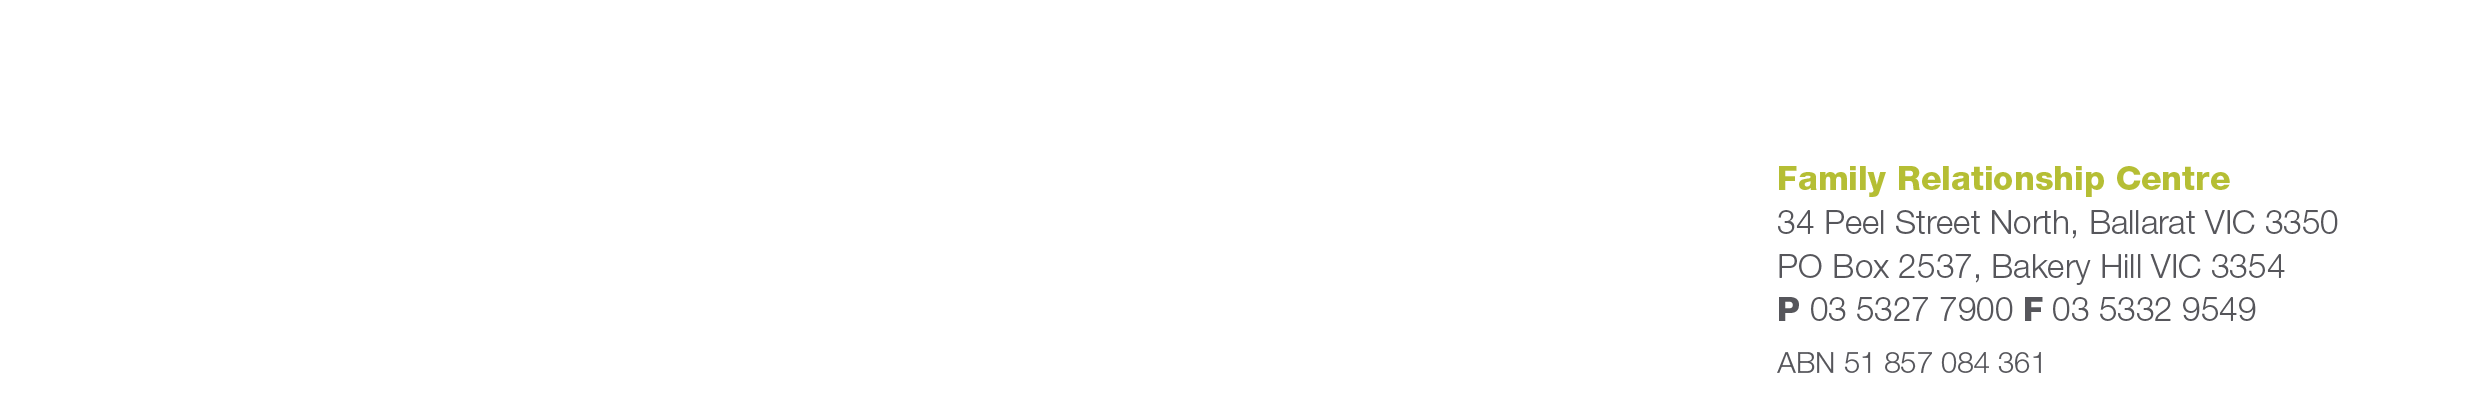 Family Relationship Centre
34 Peel Street North, Ballarat VIC 3350
PO Box 2537, Bakery Hill VIC 3354
P 03 5327 7900 F 03 5332 9549
ABN 51 857 084 361